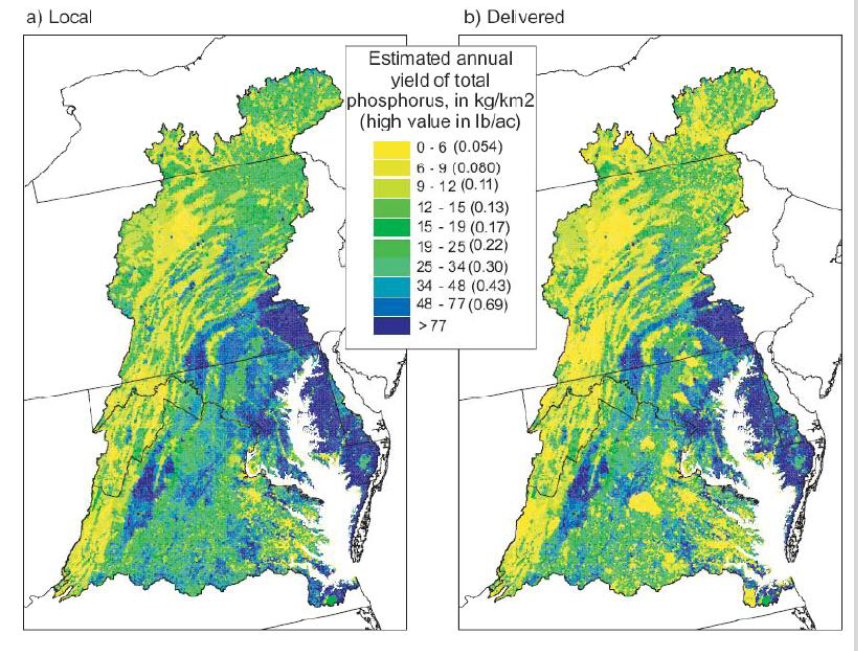 a) Local
b) Delivered
Estimated annual
yield of total
phosphorus, in kg/km2
(high value in lb/ac)
0 - 6 (0.054)
6 - 9 (0.080)
9 - 12 (0.11)
12 - 15 (0.13)
15 - 19 (0.17)
19 - 25 (0.22)
25 - 34 (0.30)
34 - 48 (0.43)
48 - 77 (0.69)
> 77